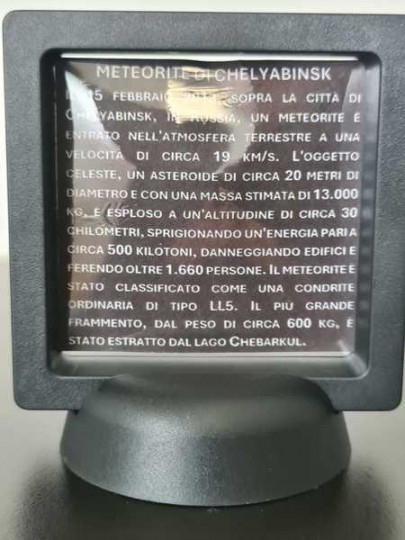 METEORITE DI CHELYABINSK
15 FEBBRAIO SOPRA LA CITTÀ DI
CHELYABINSK, IN RUSSIA, UN METEORITE È
ENTRATO NELL'ATMOSFERA TERRESTRE A UNA
VELOCITÀ DI CIRCA 19 KM/S. L'OGGETTO
CELESTE, UN ASTEROIDE DI CIRCA 20 METRI DI
DIAMETRO E CON UNA MASSA STIMATA DI 13.000
KG, È ESPLOSO A UN'ALTITUDINE DI CIRCA 30
CHILOMETRI, SPRIGIONANDO UN'ENERGIA PARI A
CIRCA 500 KILOTONI, DANNEGGIANDO EDIFICI E
FERENDO OLTRE 1.660 PERSONE. IL METEORITE È
STATO CLASSIFICATO COME UNA CONDRITE
ORDINARIA DI TIPO LL5. IL PIÙ GRANDE
FRAMMENTO, DAL PESO DI CIRCA 600 KG, È
STATO ESTRATTO DAL LAGO CHEBARKUL.